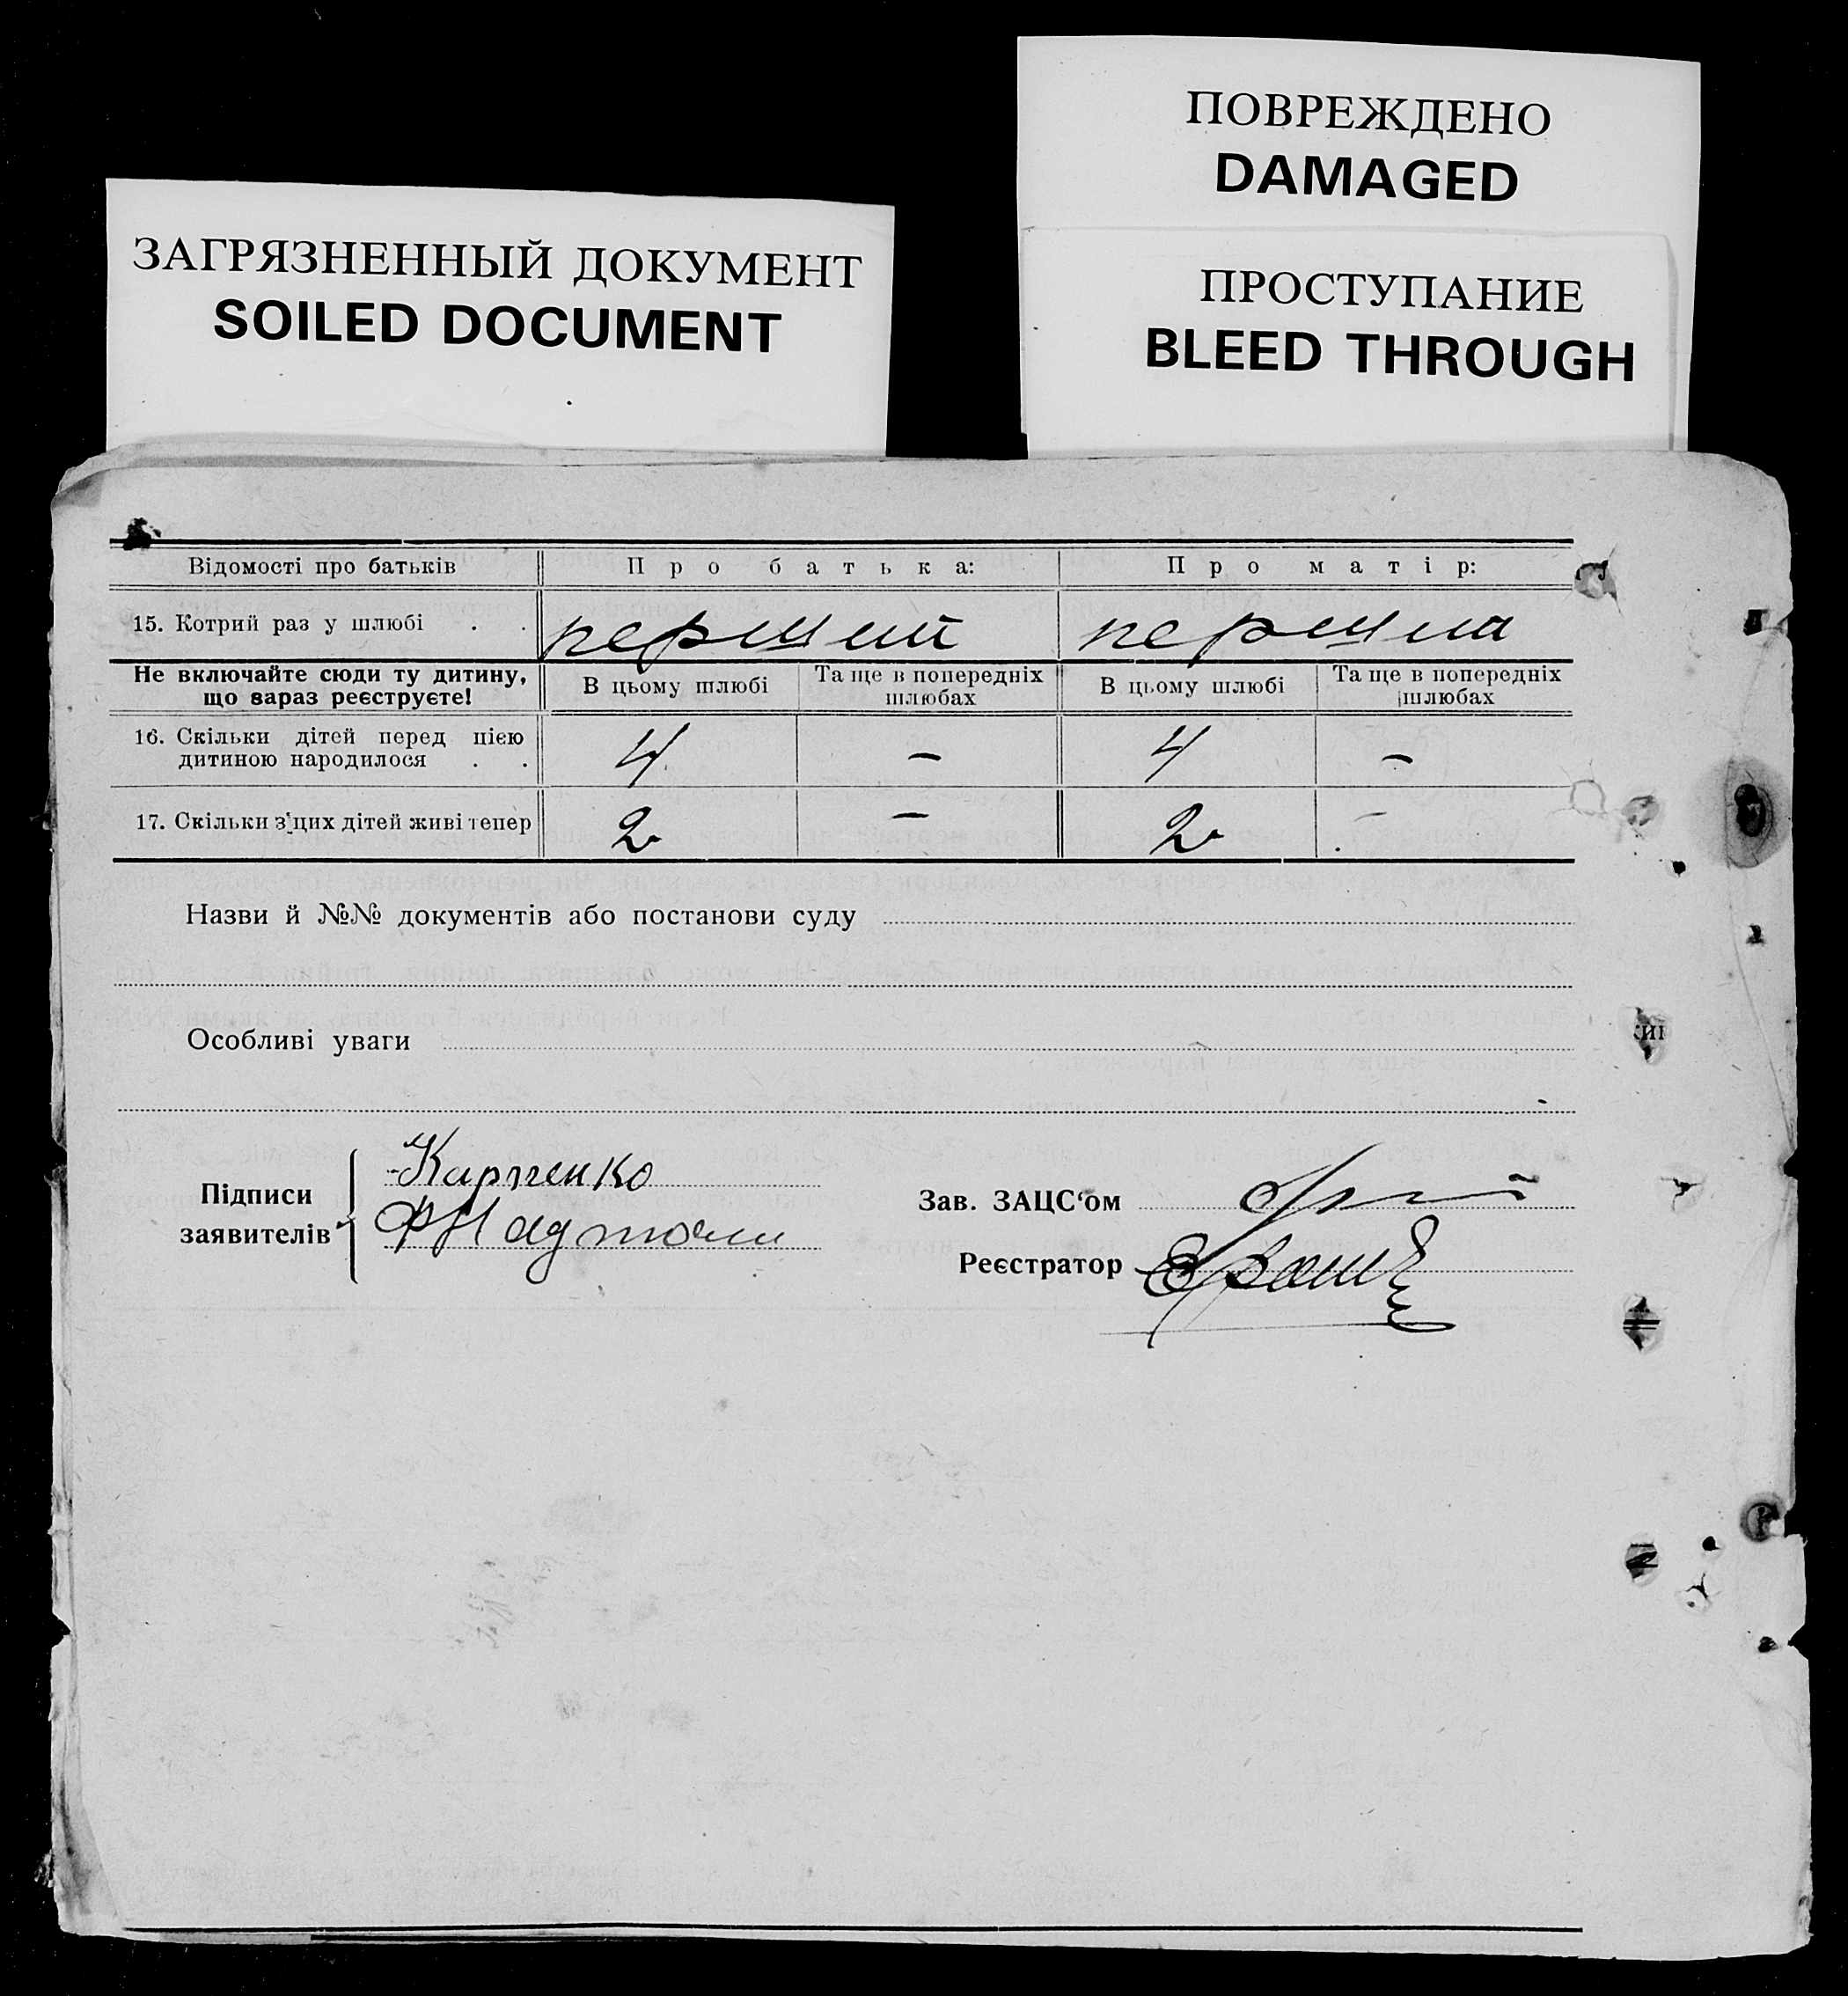 ПОВРЕЖДЕНО
DAMAGED
ЗАГРЯЗНЕННЫЙ ДОКУМЕНТ
SOILED DOCUMENT
ПРОСТУПАНИЕ
BLEED THROUGH
Відомості про батьків Про батька: Про матір:
15. Котрий раз у шлюбі . . перший перший
Не включайте сюди ту дитину, що зараз реєструєте! В цьому шлюбі Та ще в попередніх шлюбах В цьому шлюбі Та ще в попередніх шлюбах
16. Скільки дітей перед цією дитиною народилося . . 4 – 4 –
17. Скільки з цих дітей живі тепер 2 – 2 -
Назви й №№ документів або постанови суду
Особливі уваги
Підписи заявителів Карпенко
Зав. ЗАЦС‘ом
Реєстратор